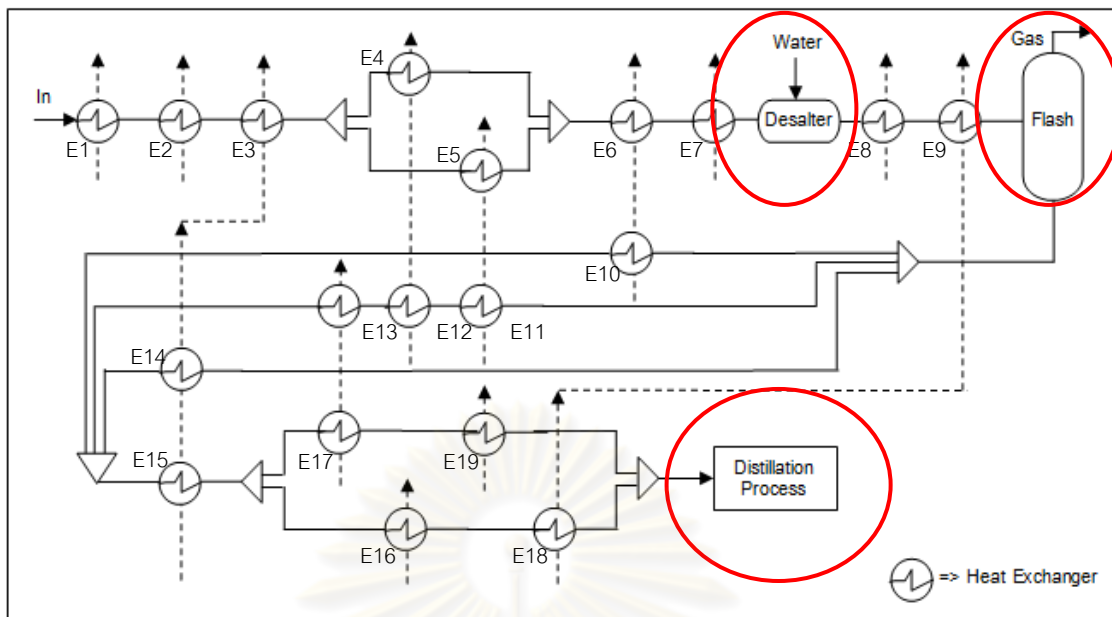 In
E1
E2
E3
E4
E5
E6
E7
Water
Desalter
E8
E9
Gas
Flash
E10
E13
E12
E11
E14
E15
E17
E19
E16
E18
Distillation
Process
=> Heat Exchanger